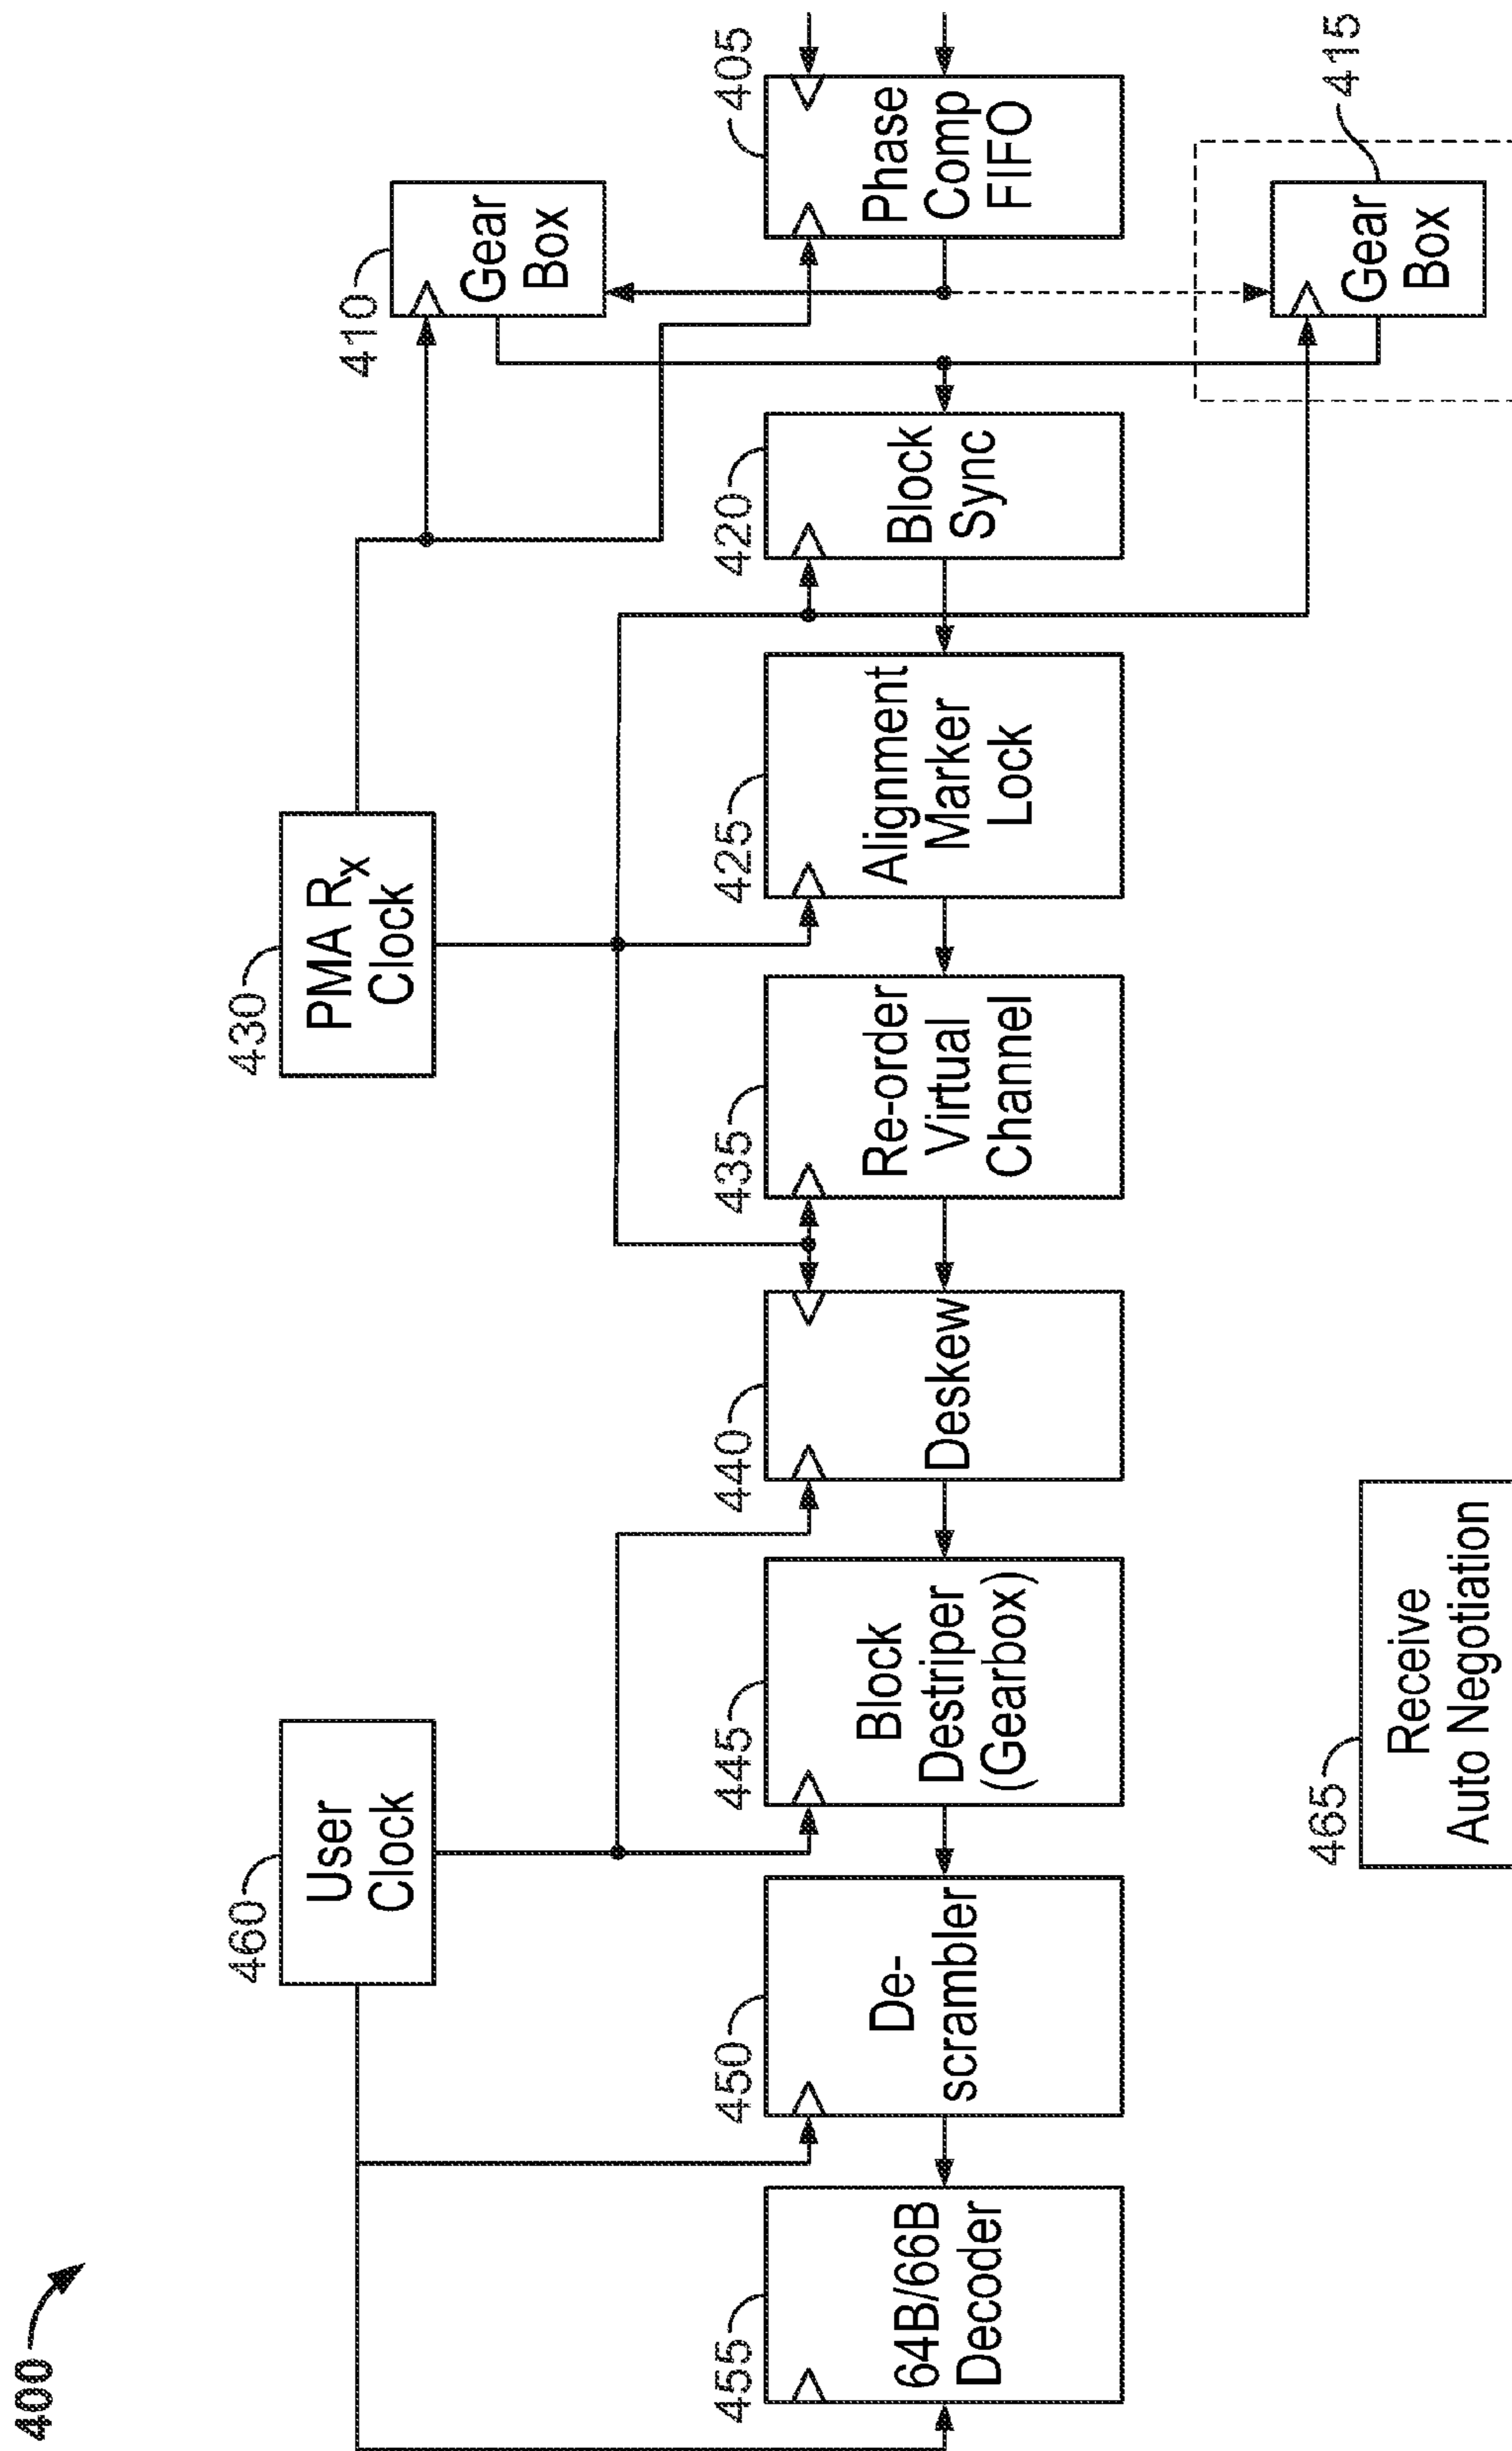 400
460
User
Clock
430
PMA Rx
Clock
410
Gear
Box
455
64B/66B
Decoder
450
De-
scrambler
445
Block
Destriper
(Gearbox)
440
Deskew
435
Re-order
Virtual
Channel
425
Alignment
Marker
Lock
420
Block
Sync
405
Phase
Comp
FIFO
465
Receive
Auto Negotiation
415
Gear
Box